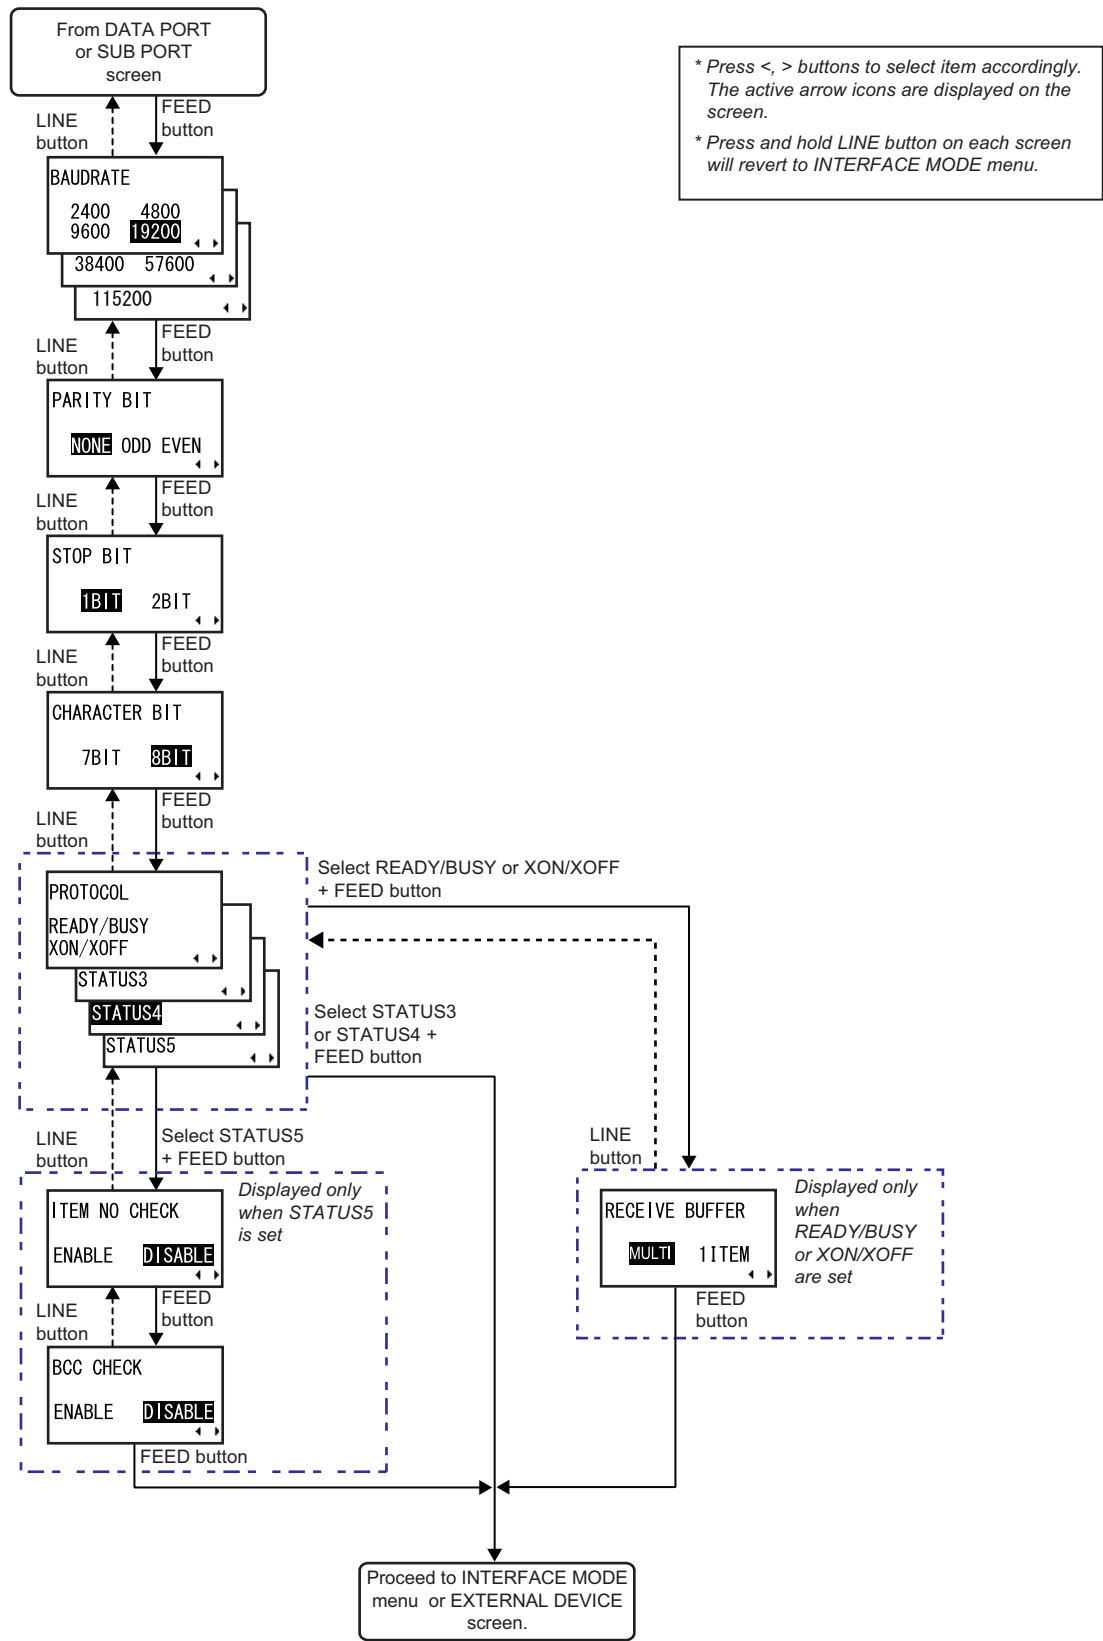 From DATA PORT
or SUB PORT
screen
* Press <, > buttons to select item accordingly.
The active arrow icons are displayed on the
screen.
* Press and hold LINE button on each screen
will revert to INTERFACE MODE menu.
LINE
button
FEED
button
BAUDRATE
2400 4800
9600 19200
38400 57600
115200
LINE
button
FEED
button
PARITY BIT
NONE ODD EVEN
LINE
button
FEED
button
STOP BIT
1BIT 2BIT
LINE
button
FEED
button
CHARACTER BIT
7BIT 8BIT
LINE
button
FEED
button
PROTOCOL
READY/BUSY
XON/XOFF
STATUS3
STATUS4
STATUS5
Select READY/BUSY or XON/XOFF
+ FEED button
Select STATUS3
or STATUS4 +
FEED button
LINE
button
Select STATUS5
+ FEED button
LINE
button
ITEM NO CHECK
ENABLE DISABLE
Displayed only
when STATUS5
is set
RECEIVE BUFFER
MULTI 1ITEM
Displayed only
when
READY/BUSY
or XON/XOFF
are set
LINE
button
FEED
button
FEED
button
BCC CHECK
ENABLE DISABLE
FEED button
Proceed to INTERFACE MODE
menu or EXTERNAL DEVICE
screen.